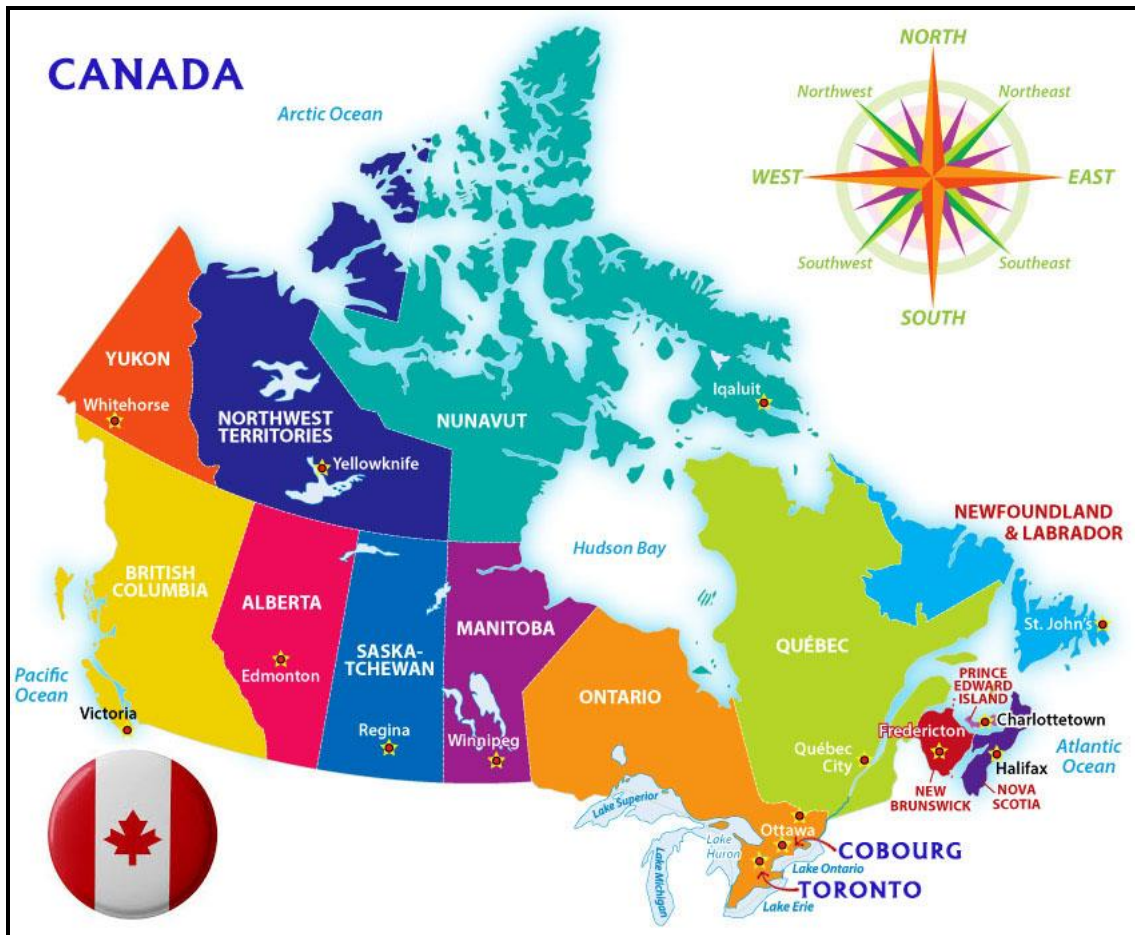 CANADA
Arctic Ocean
NORTH
Northwest
Northeast
WEST
EAST
Southwest
Southeast
SOUTH
YUKON
Whitehorse
NORTHWEST
TERRITORIES
Yellowknife
NUNAVUT
Iqaluit
Hudson Bay
NEWFOUNDLAND
& LABRADOR
St. John's
BRITISH
COLUMBIA
Pacific
Ocean
Victoria
ALBERTA
Edmonton
SASKA-
TCHEWAN
Regina
MANITOBA
Winnipeg
ONTARIO
QUÉBEC
Québec
City
PRINCE
EDWARD
ISLAND
Charlottetown
Fredericton
NEW
BRUNSWICK
Halifax
NOVA
SCOTIA
Atlantic
Ocean
Lake Superior
Lake Michigan
Lake
Huron
Ottawa
COBOURG
Lake Ontario
TORONTO
Lake Erie